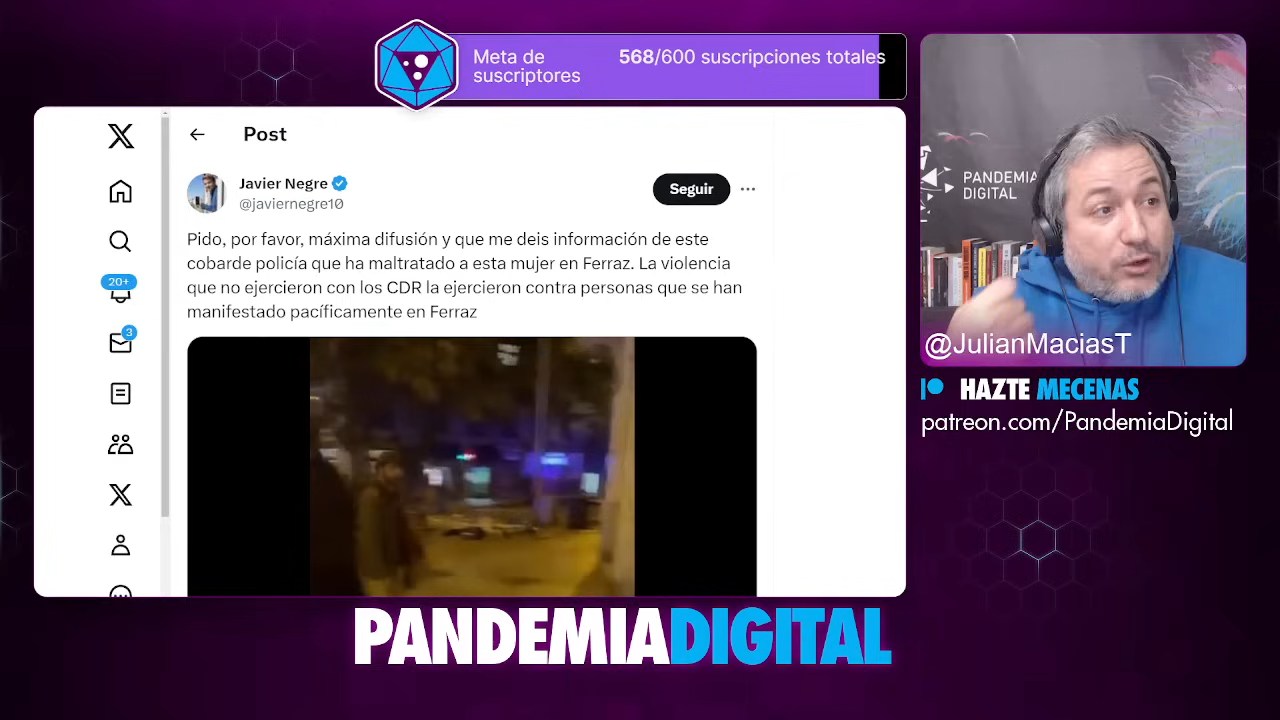 Meta de
suscriptores
568/600 suscripciones totales
Post
Javier Negre
@javiernegre10
Seguir
Pido, por favor, máxima difusión y que me deis información de este
cobarde policía que ha maltratado a esta mujer en Ferraz. La violencia
que no ejercieron con los CDR la ejercieron contra personas que se han
manifestado pacíficamente en Ferraz
20+
3
PANDEMIA
DIGITAL
@JulianMaciasT
HAZTE MECENAS
patreon.com/PandemiaDigital
PANDEMIADIGITAL